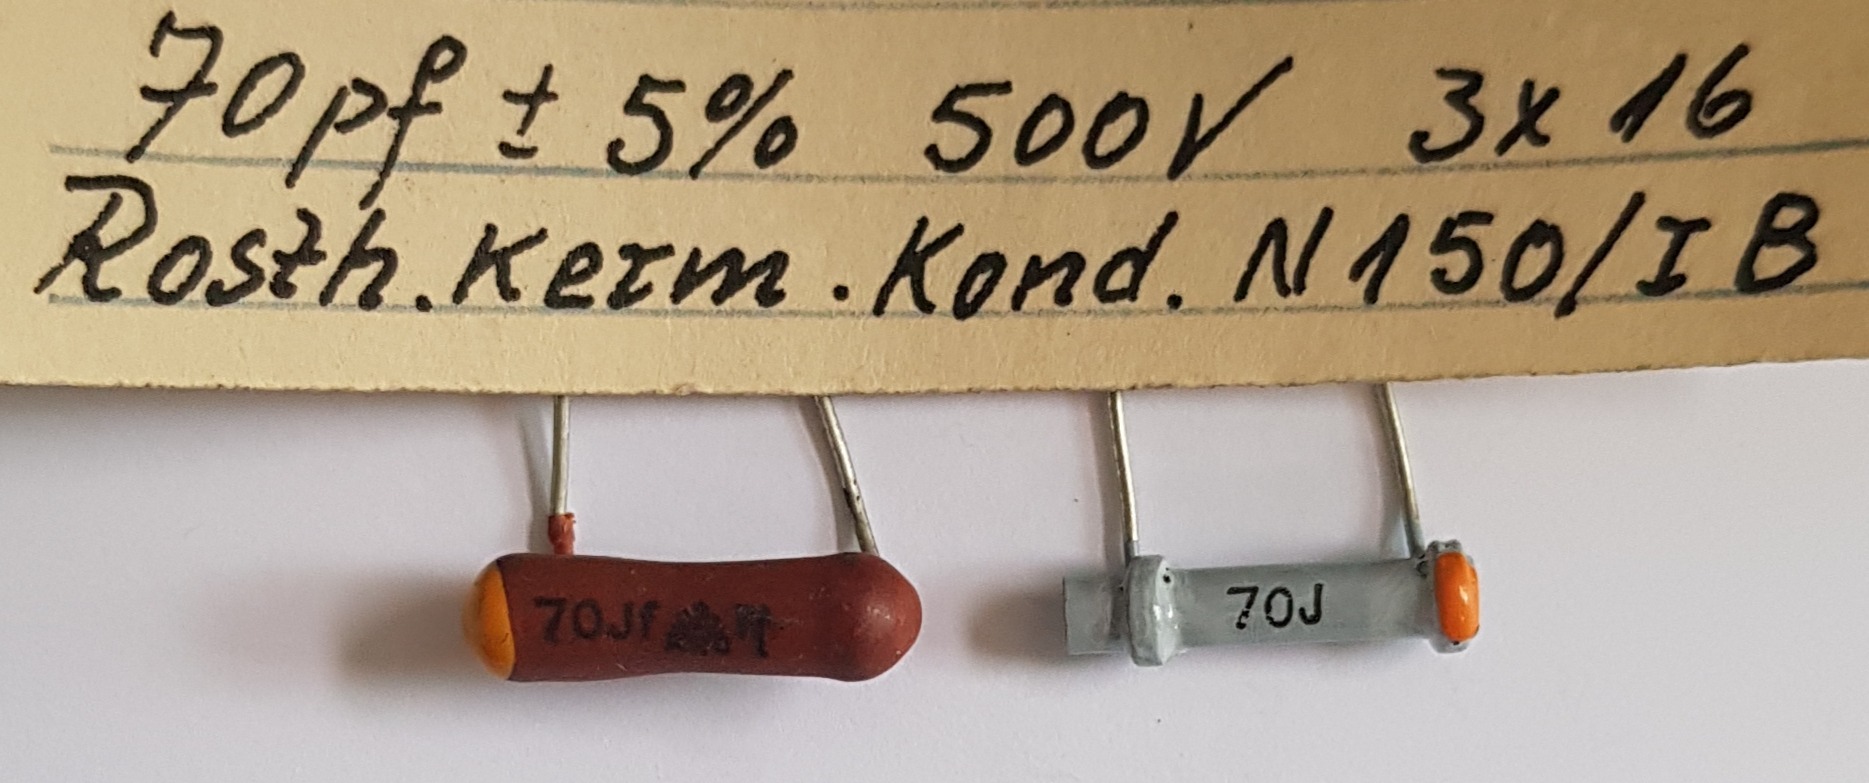 70pf ± 5% 500V 3x16
Rosth. Kerm. Kond. N150/IB
70Jf
70J